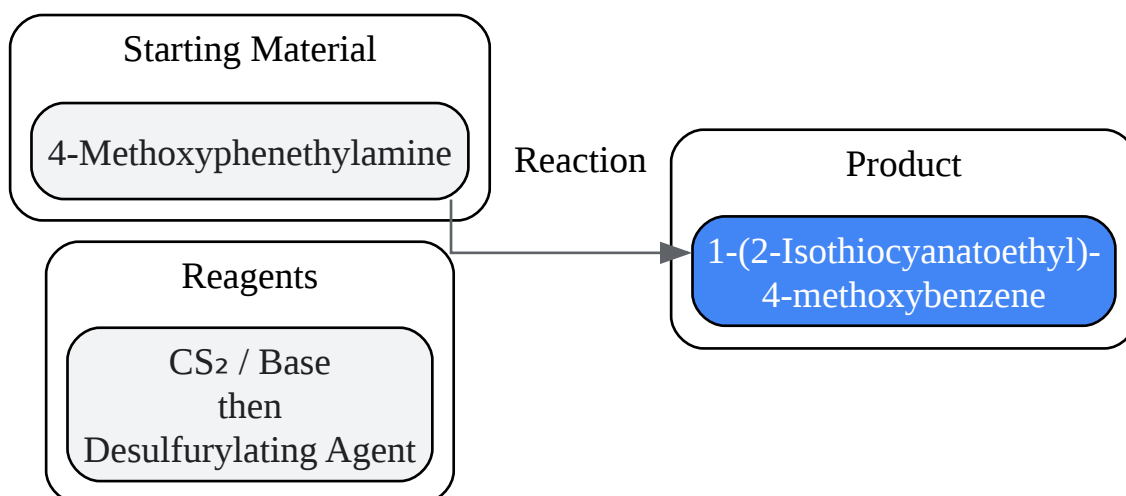 Starting Material
4-Methoxyphenethylamine
Reaction
Product
1-(2-Isothiocyanatoethyl)-
4-methoxybenzene
Reagents
CS₂ / Base
then
Desulfurylating Agent